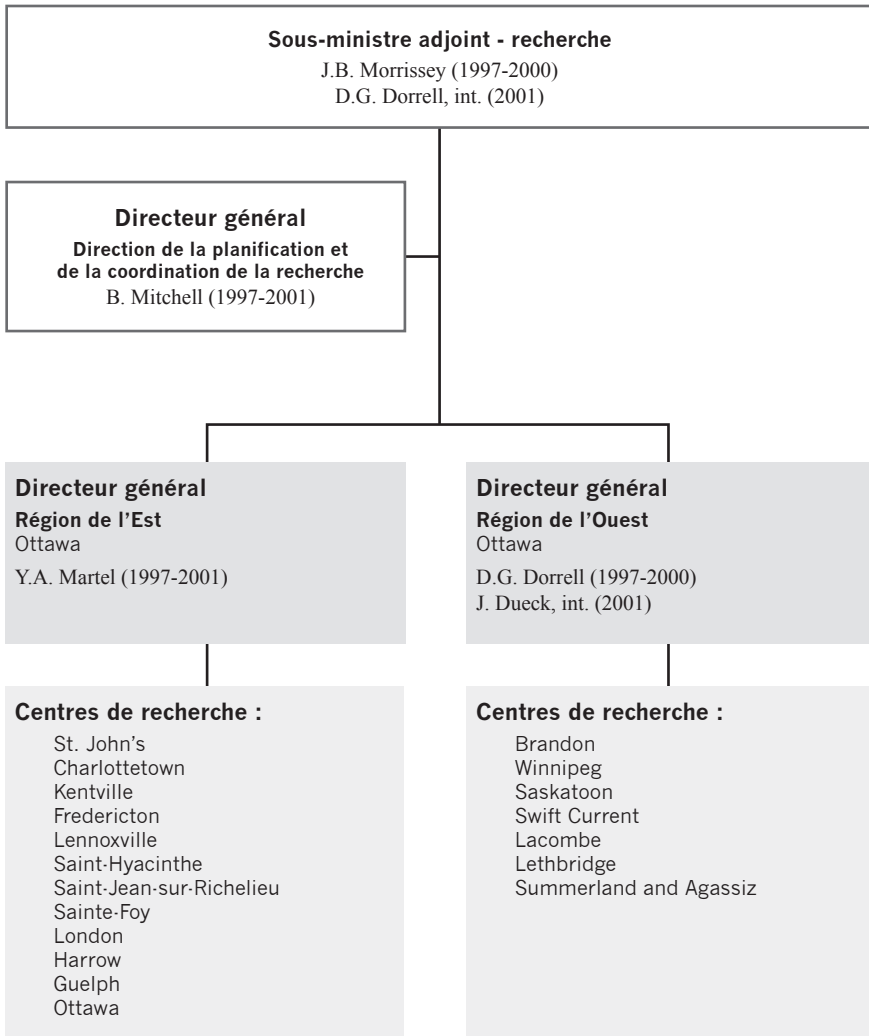 Sous-ministre adjoint - recherche
J.B. Morrissey (1997-2000)
D.G. Dorrell, int. (2001)
Directeur général
Direction de la planification et
de la coordination de la recherche
B. Mitchell (1997-2001)
Directeur général
Région de l'Est
Ottawa
Y.A. Martel (1997-2001)
Directeur général
Région de l'Ouest
Ottawa
D.G. Dorrell (1997-2000)
J. Dueck, int. (2001)
Centres de recherche :
St. John's
Charlottetown
Kentville
Fredericton
Lennoxville
Saint-Hyacinthe
Saint-Jean-sur-Richelieu
Sainte-Foy
London
Harrow
Guelph
Ottawa
Centres de recherche :
Brandon
Winnipeg
Saskatoon
Swift Current
Lacombe
Lethbridge
Summerland and Agassiz